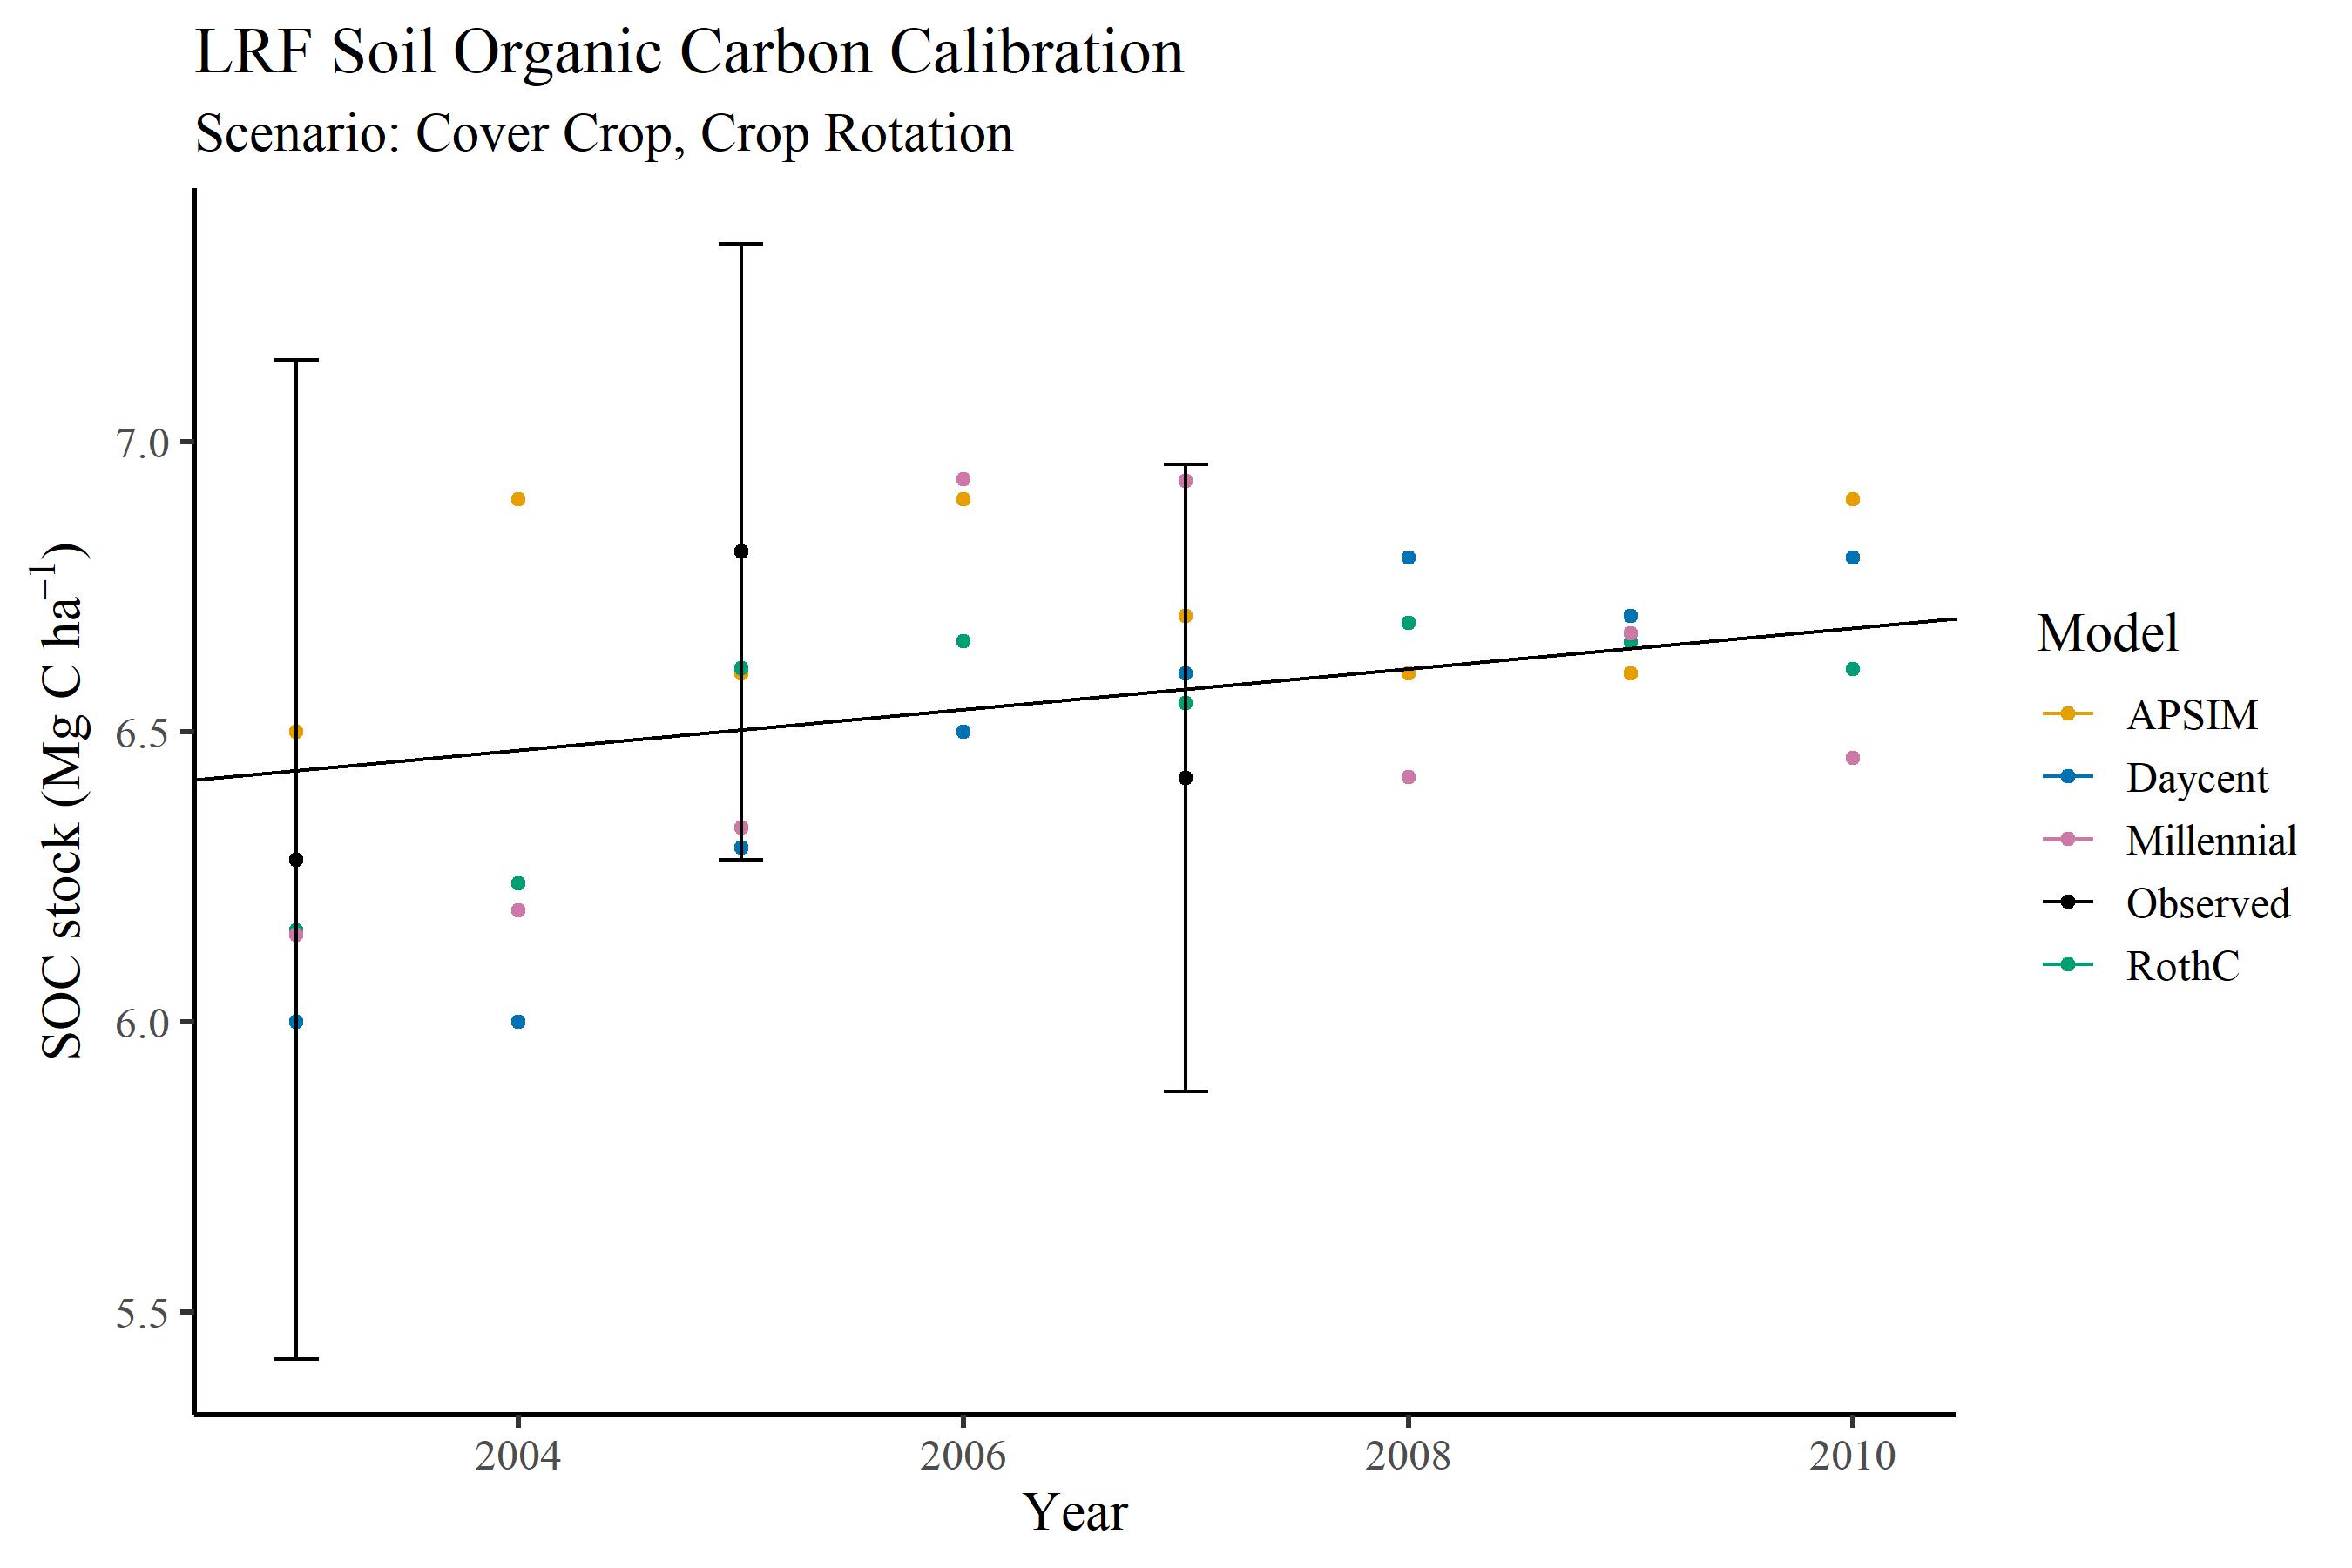 LRF Soil Organic Carbon Calibration
Scenario: Cover Crop, Crop Rotation
SOC stock (Mg C ha⁻¹)
7.0
6.5
6.0
5.5
2004
2006
2008
2010
Year
Model
APSIM
Daycent
Millennial
Observed
RothC